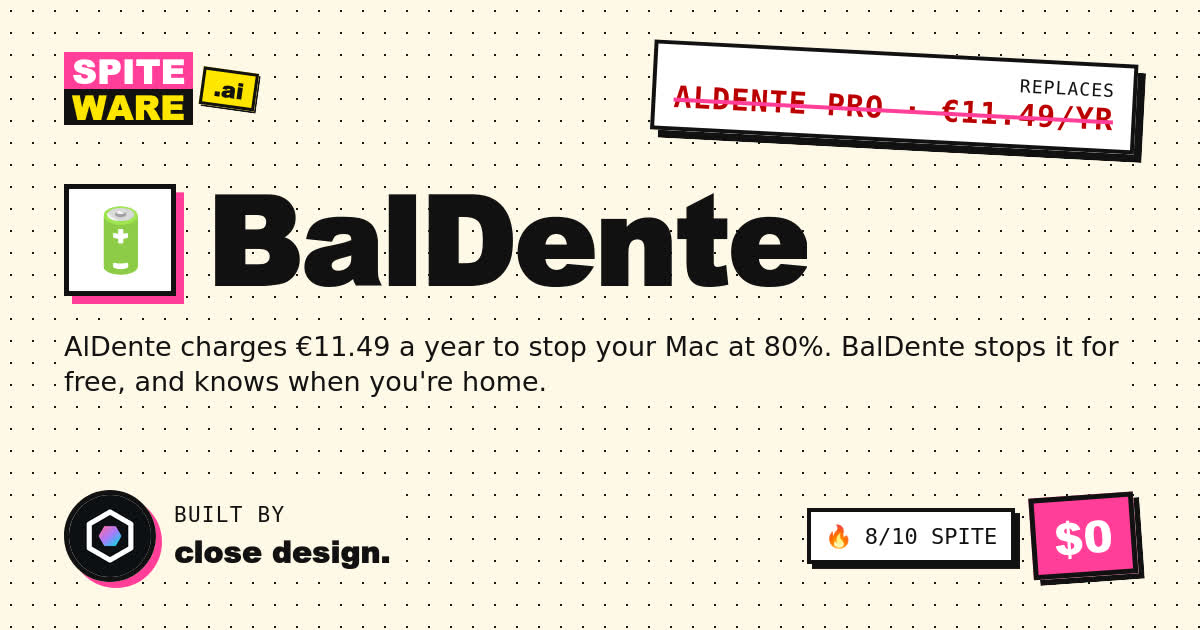 SPITE
WARE
.ai
REPLACES
ALDENTE PRO · €11.49/YR
BalDente
AlDente charges €11.49 a year to stop your Mac at 80%. BalDente stops it for
free, and knows when you're home.
BUILT BY
close design.
8/10 SPITE
$0